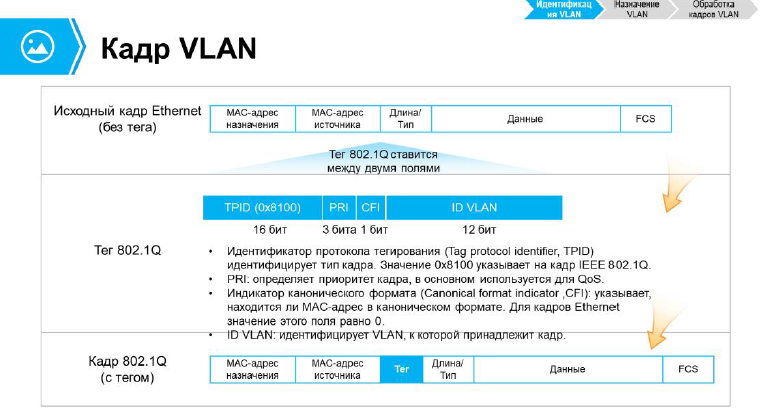 Идентификац
ия VLAN
Назначение
VLAN
Обработка
кадров VLAN
Кадр VLAN
Исходный кадр Ethernet
(без тега)
MAC-адрес
назначения
MAC-адрес
источника
Длина/
Тип
Данные
FCS
Тег 802.1Q ставится
между двумя полями
Тег 802.1Q
TPID (0x8100)
PRI
CFI
ID VLAN
16 бит
3 бита
1 бит
12 бит
• Идентификатор протокола тегирования (Tag protocol identifier, TPID)
идентифицирует тип кадра. Значение 0x8100 указывает на кадр IEEE 802.1Q.
• PRI: определяет приоритет кадра, в основном используется для QoS.
• Индикатор канонического формата (Canonical format indicator ,CFI): указывает,
находится ли MAC-адрес в каноническом формате. Для кадров Ethernet
значение этого поля равно 0.
• ID VLAN: идентифицирует VLAN, к которой принадлежит кадр.
Кадр 802.1Q
(с тегом)
MAC-адрес
назначения
MAC-адрес
источника
Тег
Длина/
Тип
Данные
FCS